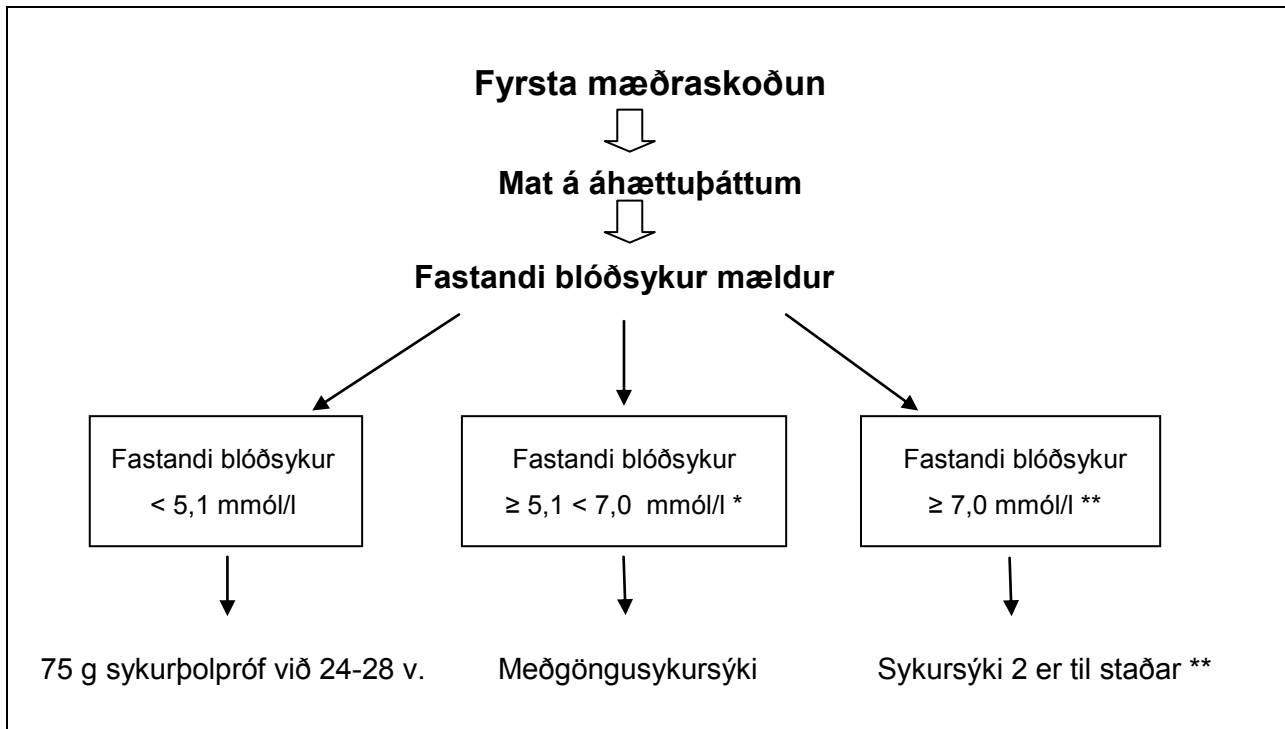 Fyrsta mæðraskoðun
Mat á áhættuþáttum
Fastandi blóðsykur mældur
Fastandi blóðsykur
< 5,1 mmól/l
Fastandi blóðsykur
≥ 5,1 < 7,0 mmól/l *
Fastandi blóðsykur
≥ 7,0 mmól/l **
75 g sykurþolpróf við 24-28 v.
Meðgöngusykursýki
Sykursýki 2 er til staðar **